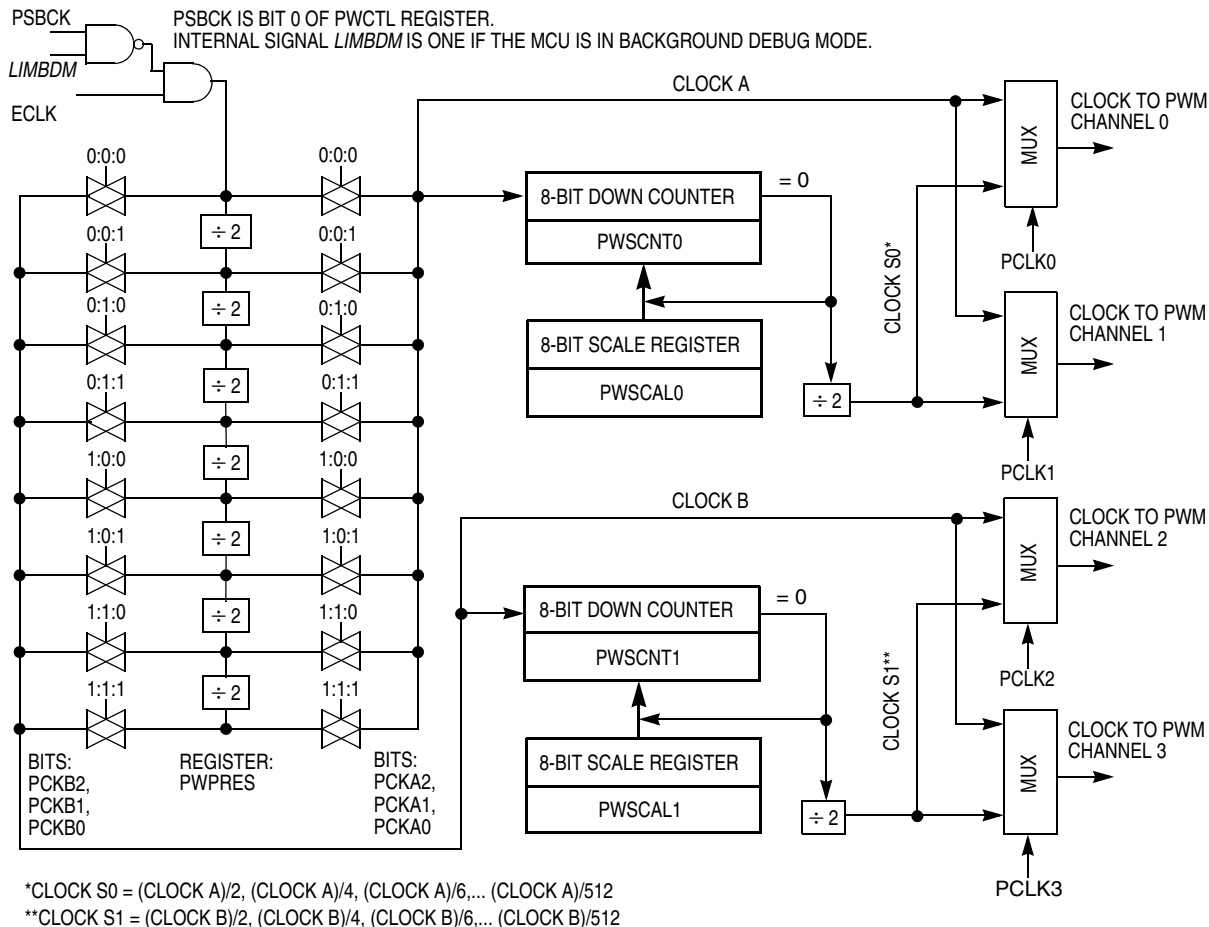 PSBCK
PSBCK IS BIT 0 OF PWCTL REGISTER.
INTERNAL SIGNAL LIMBDM IS ONE IF THE MCU IS IN BACKGROUND DEBUG MODE.
LIMBDM
ECLK
CLOCK A
MUX
CLOCK TO PWM
CHANNEL 0
PCLK0
0:0:0
0:0:0
÷ 2
0:0:1
0:0:1
÷ 2
0:1:0
0:1:0
÷ 2
0:1:1
0:1:1
÷ 2
1:0:0
1:0:0
÷ 2
1:0:1
1:0:1
÷ 2
1:1:0
1:1:0
÷ 2
1:1:1
1:1:1
8-BIT DOWN COUNTER
= 0
PWSCNT0
8-BIT SCALE REGISTER
PWSCAL0
÷ 2
CLOCK S0*
MUX
CLOCK TO PWM
CHANNEL 1
PCLK1
CLOCK B
MUX
CLOCK TO PWM
CHANNEL 2
PCLK2
8-BIT DOWN COUNTER
= 0
PWSCNT1
8-BIT SCALE REGISTER
PWSCAL1
÷ 2
CLOCK S1**
MUX
CLOCK TO PWM
CHANNEL 3
PCLK3
BITS:
PCKB2,
PCKB1,
PCKB0
REGISTER:
PWPRES
BITS:
PCKA2,
PCKA1,
PCKA0
*CLOCK S0 = (CLOCK A)/2, (CLOCK A)/4, (CLOCK A)/6,... (CLOCK A)/512
**CLOCK S1 = (CLOCK B)/2, (CLOCK B)/4, (CLOCK B)/6,... (CLOCK B)/512